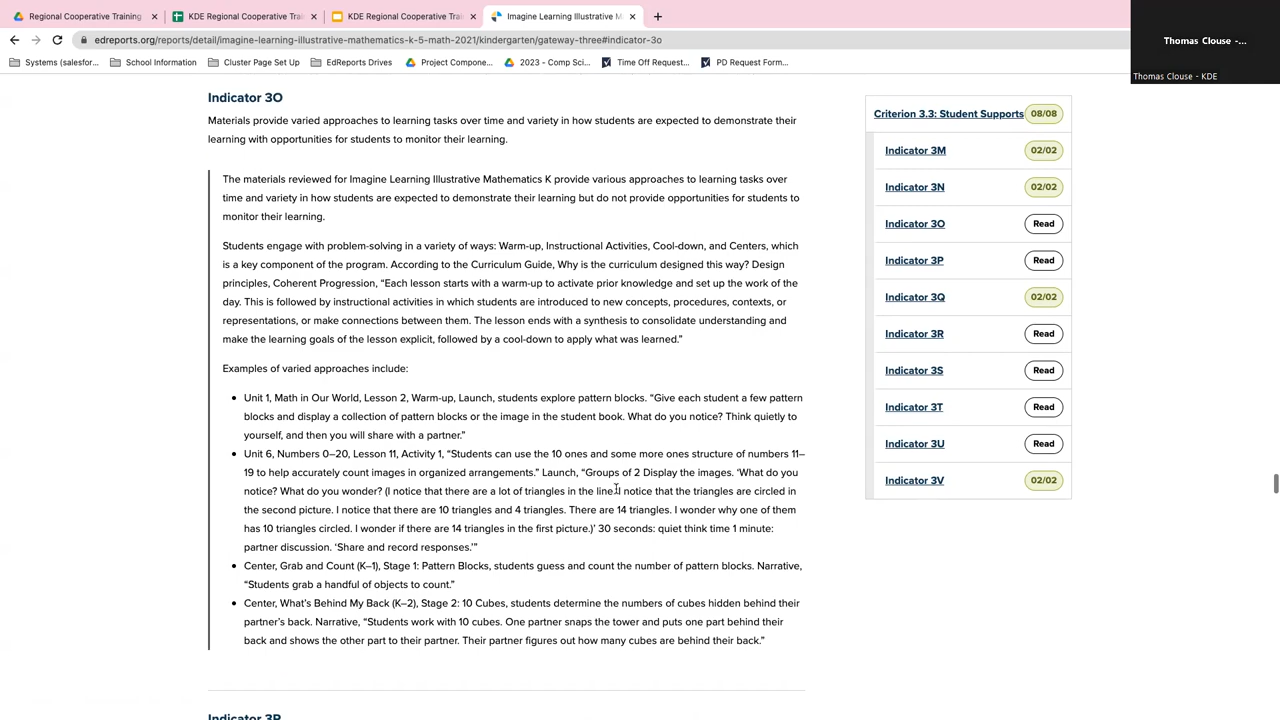 Regional Cooperative Training
KDE Regional Cooperative Trai
KDE Regional Cooperative Trai
Imagine Learning Illustrative M
Thomas Clouse -...
edreports.org/reports/detail/imagine-learning-illustrative-mathematics-k-5-math-2021/kindergarten/gateway-three#indicator-3o
Systems (salesfor...
School Information
Cluster Page Set Up
EdReports Drives
Project Compone...
2023 - Comp Sci...
Time Off Request...
PD Request Form...
Thomas Clouse - KDE
Indicator 3O
Materials provide varied approaches to learning tasks over time and variety in how students are expected to demonstrate their
learning with opportunities for students to monitor their learning.
The materials reviewed for Imagine Learning Illustrative Mathematics K provide various approaches to learning tasks over
time and variety in how students are expected to demonstrate their learning but do not provide opportunities for students to
monitor their learning.
Students engage with problem-solving in a variety of ways: Warm-up, Instructional Activities, Cool-down, and Centers, which
is a key component of the program. According to the Curriculum Guide, Why is the curriculum designed this way? Design
principles, Coherent Progression, “Each lesson starts with a warm-up to activate prior knowledge and set up the work of the
day. This is followed by instructional activities in which students are introduced to new concepts, procedures, contexts, or
representations, or make connections between them. The lesson ends with a synthesis to consolidate understanding and
make the learning goals of the lesson explicit, followed by a cool-down to apply what was learned.”
Examples of varied approaches include:
• Unit 1, Math in Our World, Lesson 2, Warm-up, Launch, students explore pattern blocks. “Give each student a few pattern
blocks and display a collection of pattern blocks or the image in the student book. What do you notice? Think quietly to
yourself, and then you will share with a partner.”
• Unit 6, Numbers 0–20, Lesson 11, Activity 1, “Students can use the 10 ones and some more ones structure of numbers 11–
19 to help accurately count images in organized arrangements.” Launch, “Groups of 2 Display the images. ‘What do you
notice? What do you wonder? (I notice that there are a lot of triangles in the line. I notice that the triangles are circled in
the second picture. I notice that there are 10 triangles and 4 triangles. There are 14 triangles. I wonder why one of them
has 10 triangles circled. I wonder if there are 14 triangles in the first picture.)’ 30 seconds: quiet think time 1 minute:
partner discussion. ‘Share and record responses.’”
• Center, Grab and Count (K–1), Stage 1: Pattern Blocks, students guess and count the number of pattern blocks. Narrative,
“Students grab a handful of objects to count.”
• Center, What’s Behind My Back (K–2), Stage 2: 10 Cubes, students determine the numbers of cubes hidden behind their
partner’s back. Narrative, “Students work with 10 cubes. One partner snaps the tower and puts one part behind their
back and shows the other part to their partner. Their partner figures out how many cubes are behind their back.”
Indicator 3P
Criterion 3.3: Student Supports 08/08
Indicator 3M 02/02
Indicator 3N 02/02
Indicator 3O Read
Indicator 3P Read
Indicator 3Q 02/02
Indicator 3R Read
Indicator 3S Read
Indicator 3T Read
Indicator 3U Read
Indicator 3V 02/02